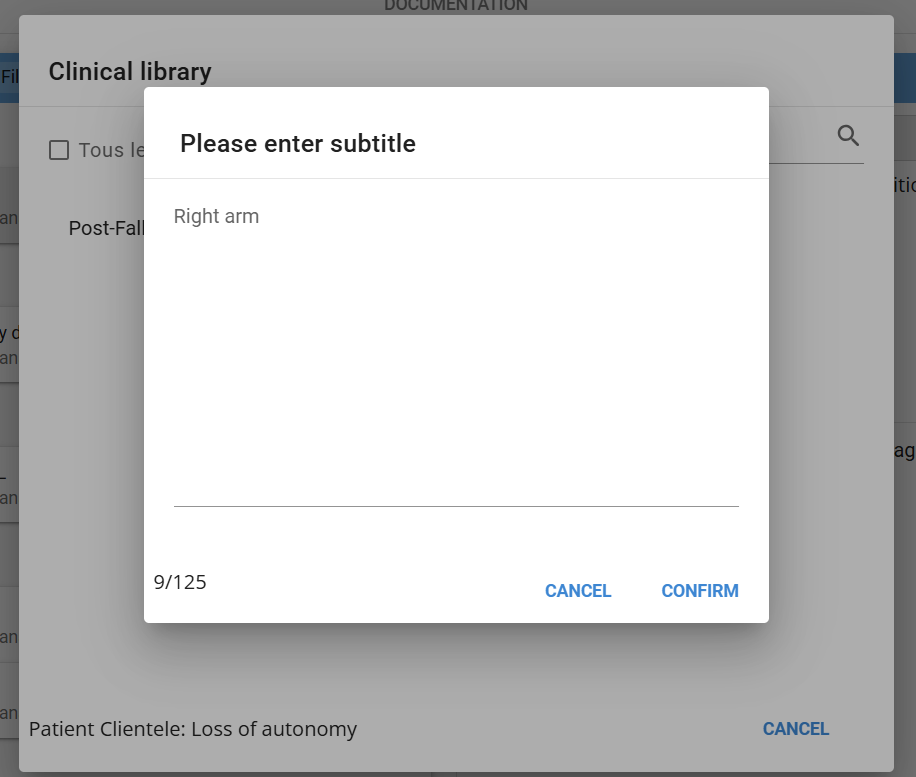 DOCUMENTATION
Clinical library
Fil
Please enter subtitle
Tous le
Right arm
Post-Fall
9/125
CANCEL
CONFIRM
Patient Clientele: Loss of autonomy
CANCEL